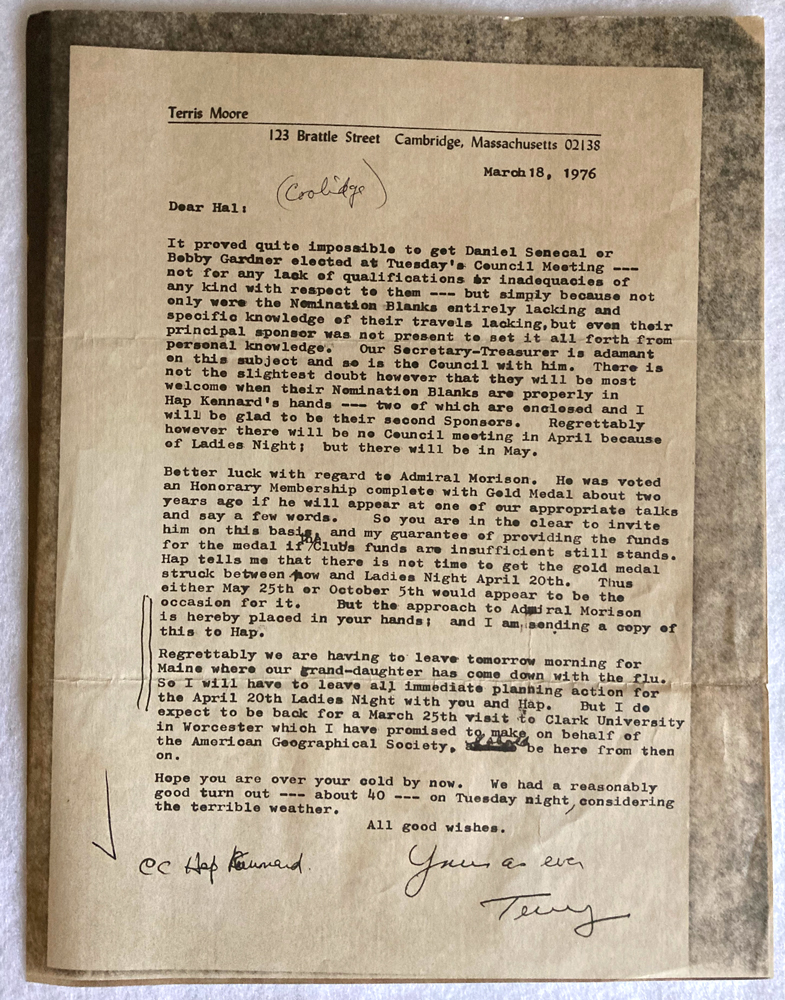 Terris Moore
123 Brattle Street Cambridge, Massachusetts 02138
March 18, 1976
(Coolidge)
Dear Hal:
It proved quite impossible to get Daniel Senecal or
Bobby Gardner elected at Tuesday's Council Meeting ---
not for any lack of qualifications or inadequacies of
any kind with respect to them --- but simply because not
only were the Nomination Blanks entirely lacking and
specific knowledge of their travels lacking, but even their
principal sponsor was not present to set it all forth from
personal knowledge. Our Secretary-Treasurer is adamant
on this subject and so is the Council with him. There is
not the slightest doubt however that they will be most
welcome when their Nomination Blanks are properly in
Hap Kennard's hands --- two of which are enclosed and I
will be glad to be their second Sponsors. Regrettably
however there will be no Council meeting in April because
of Ladies Night; but there will be in May.
Better luck with regard to Admiral Morison. He was voted
an Honorary Membership complete with Gold Medal about two
years ago if he will appear at one of our appropriate talks
and say a few words. So you are in the clear to invite
him on this basis, and my guarantee of providing the funds
for the medal if the Club's funds are insufficient still stands.
Hap tells me that there is not time to get the gold medal
struck between now and Ladies Night April 20th. Thus
either May 25th or October 5th would appear to be the
occasion for it. But the approach to Admiral Morison
is hereby placed in your hands; and I am sending a copy of
this to Hap.
Regrettably we are having to leave tomorrow morning for
Maine where our grand-daughter has come down with the flu.
So I will have to leave all immediate planning action for
the April 20th Ladies Night with you and Hap. But I do
expect to be back for a March 25th visit to Clark University
in Worcester which I have promised to make on behalf of
the American Geographical Society, be here from then
on.
Hope you are over your cold by now. We had a reasonably
good turn out --- about 40 --- on Tuesday night, considering
the terrible weather.
All good wishes.
Yours as ever
cc Hap Kennard.
Terry